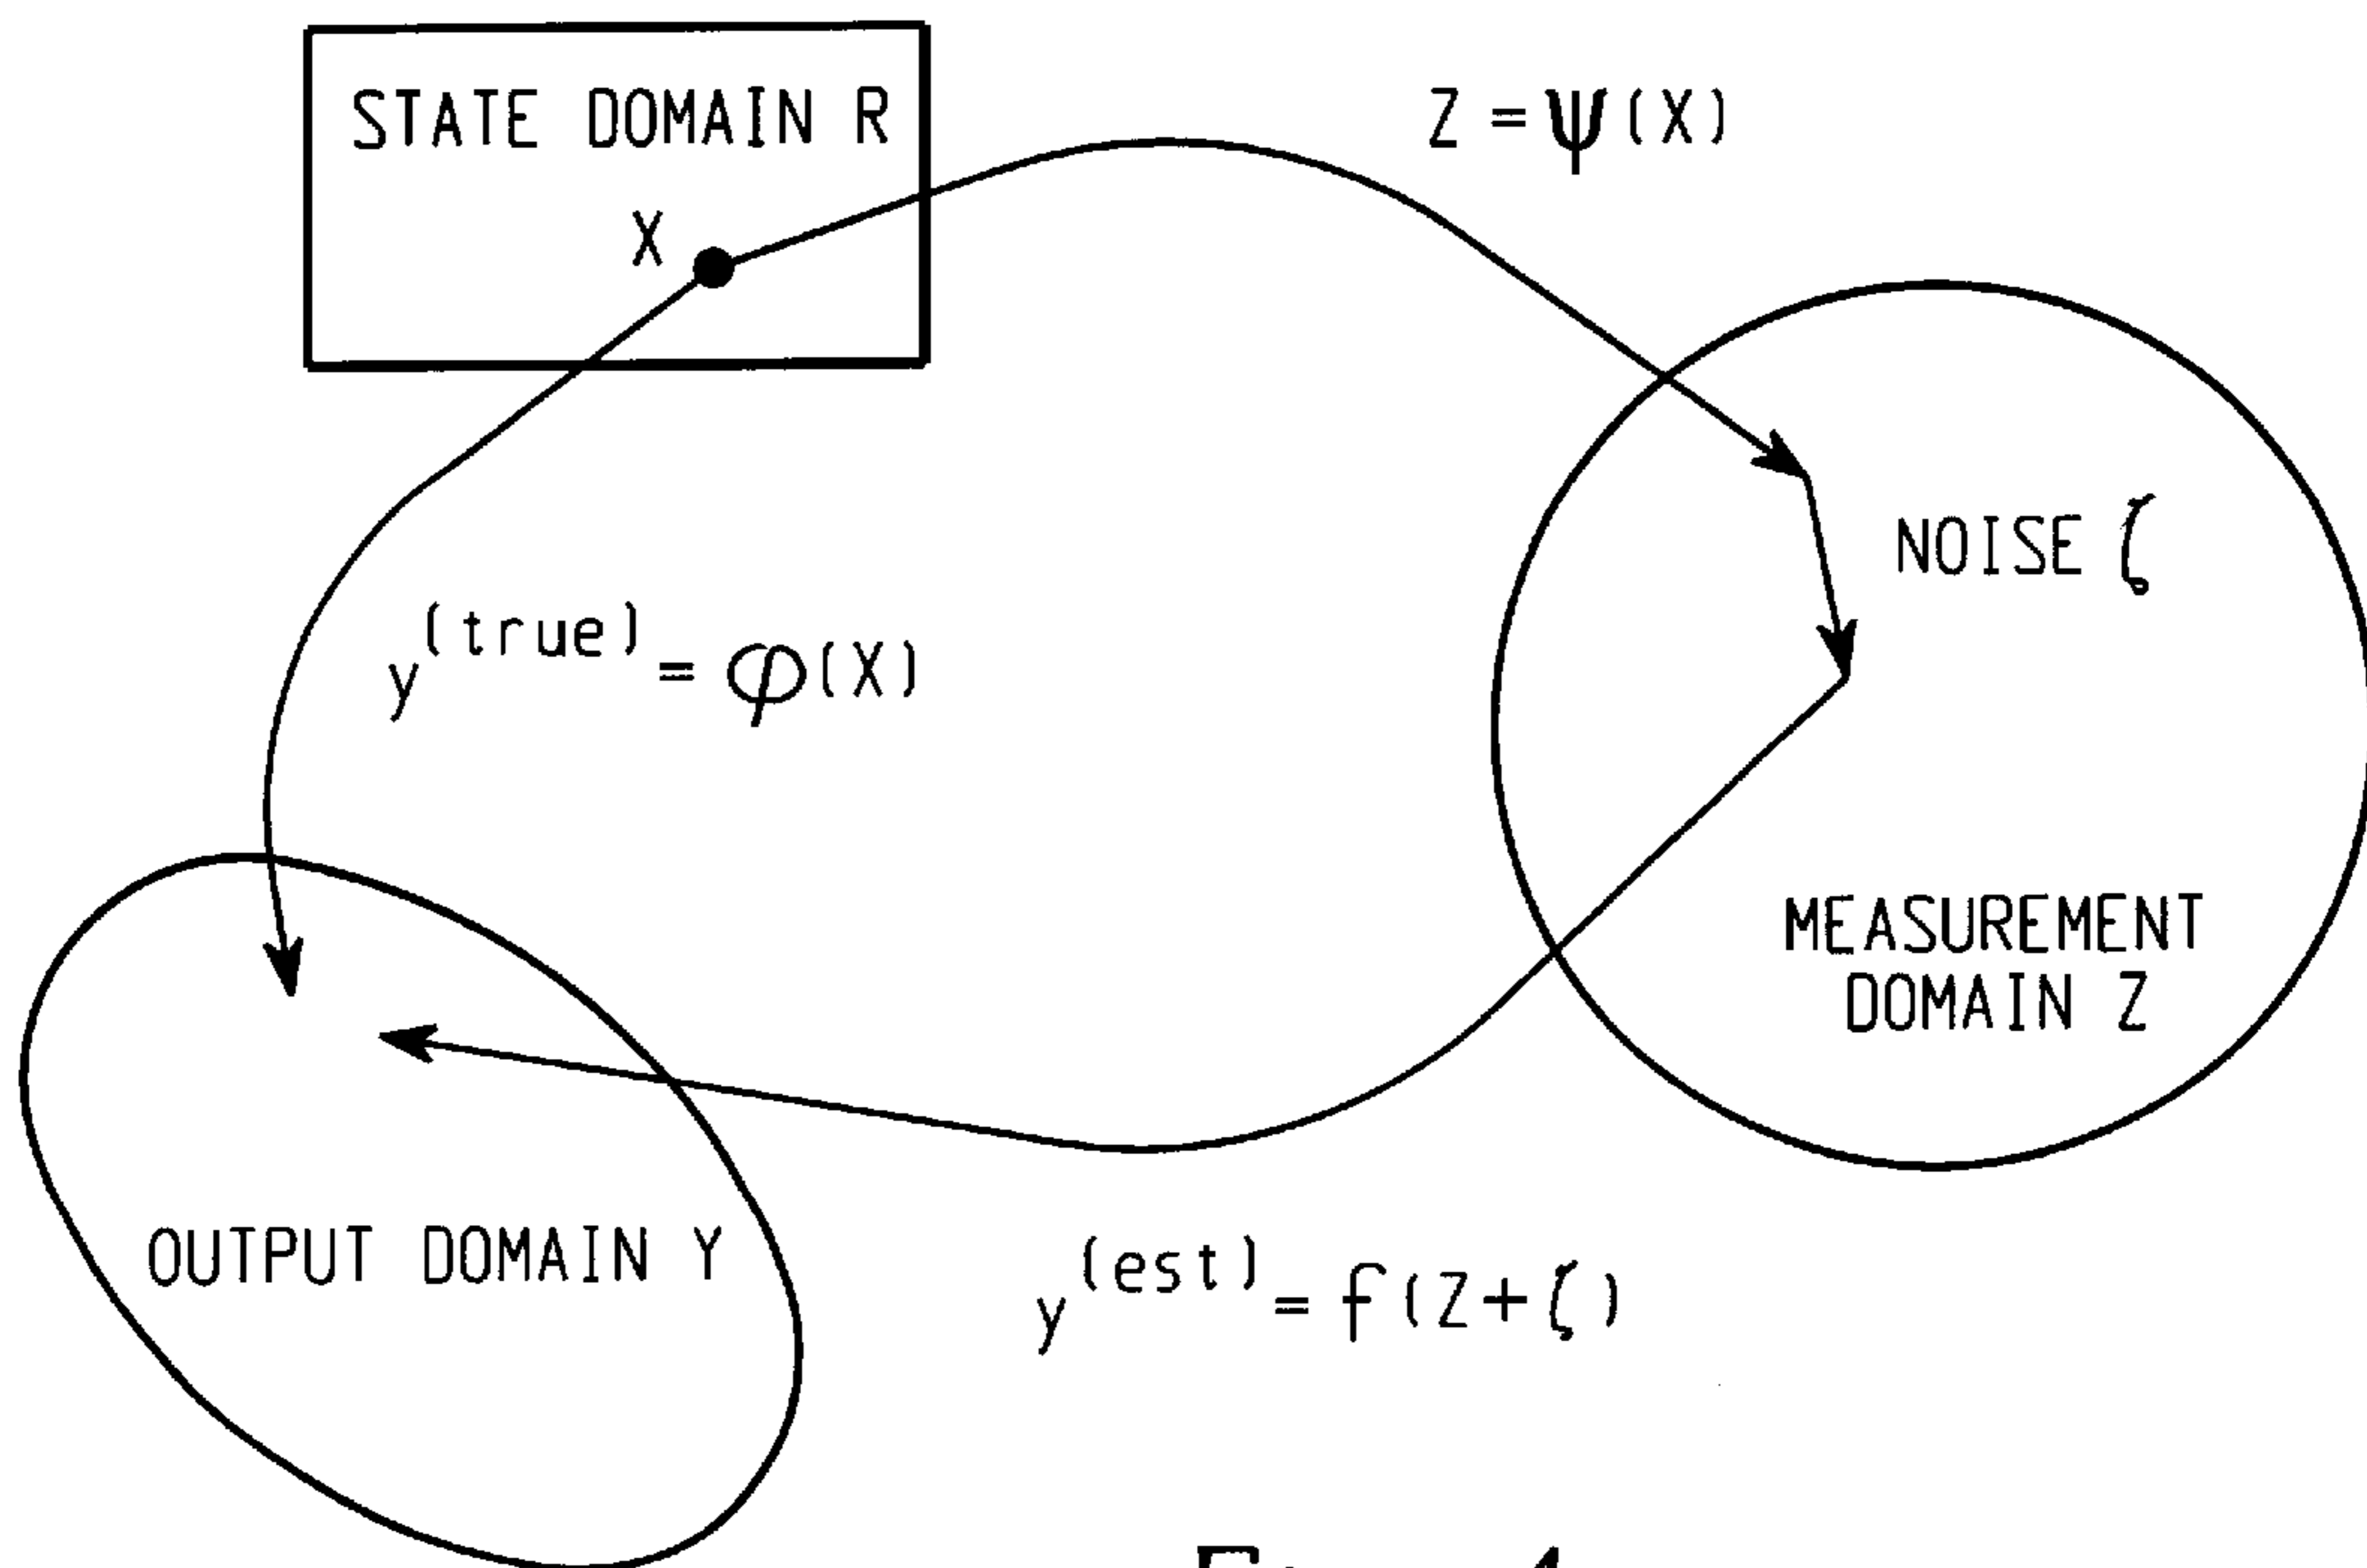 STATE DOMAIN R
X
Z = ψ(X)
NOISE ζ
y^(true) = φ(X)
MEASUREMENT
DOMAIN Z
OUTPUT DOMAIN Y
y^(est) = f(Z+ζ)